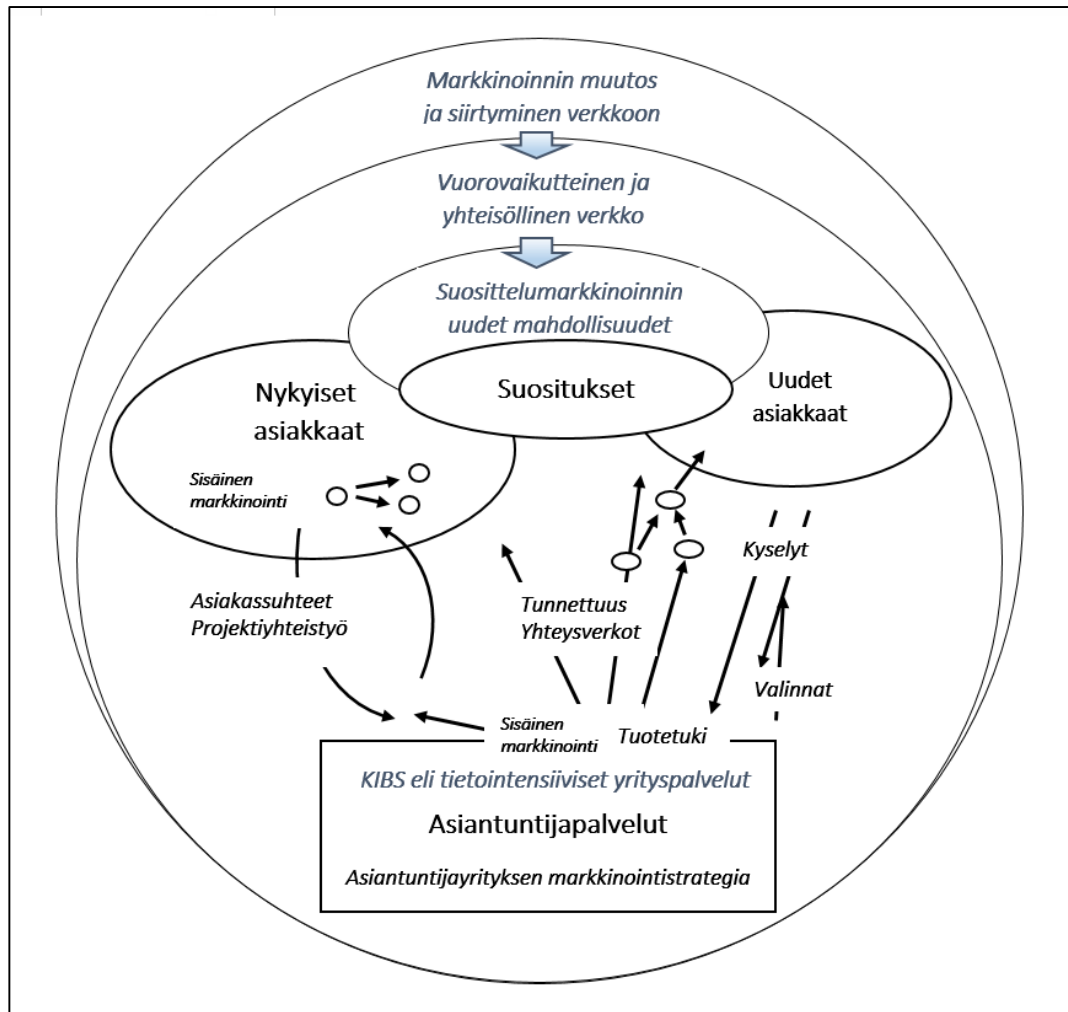 Markkinoinnin muutos
ja siirtyminen verkkoon
Vuorovaikutteinen ja
yhteisöllinen verkko
Suosittelumarkkinoinnin
uudet mahdollisuudet
Suositukset
Nykyiset
asiakkaat
Uudet
asiakkaat
Sisäinen
markkinointi
Kyselyt
Asiakassuhteet
Projektiyhteistyö
Tunnettuus
Yhteysverkot
Valinnat
Sisäinen
markkinointi
Tuotetuki
KIBS eli tietointensiiviset yrityspalvelut
Asiantuntijapalvelut
Asiantuntijayrityksen markkinointistrategia